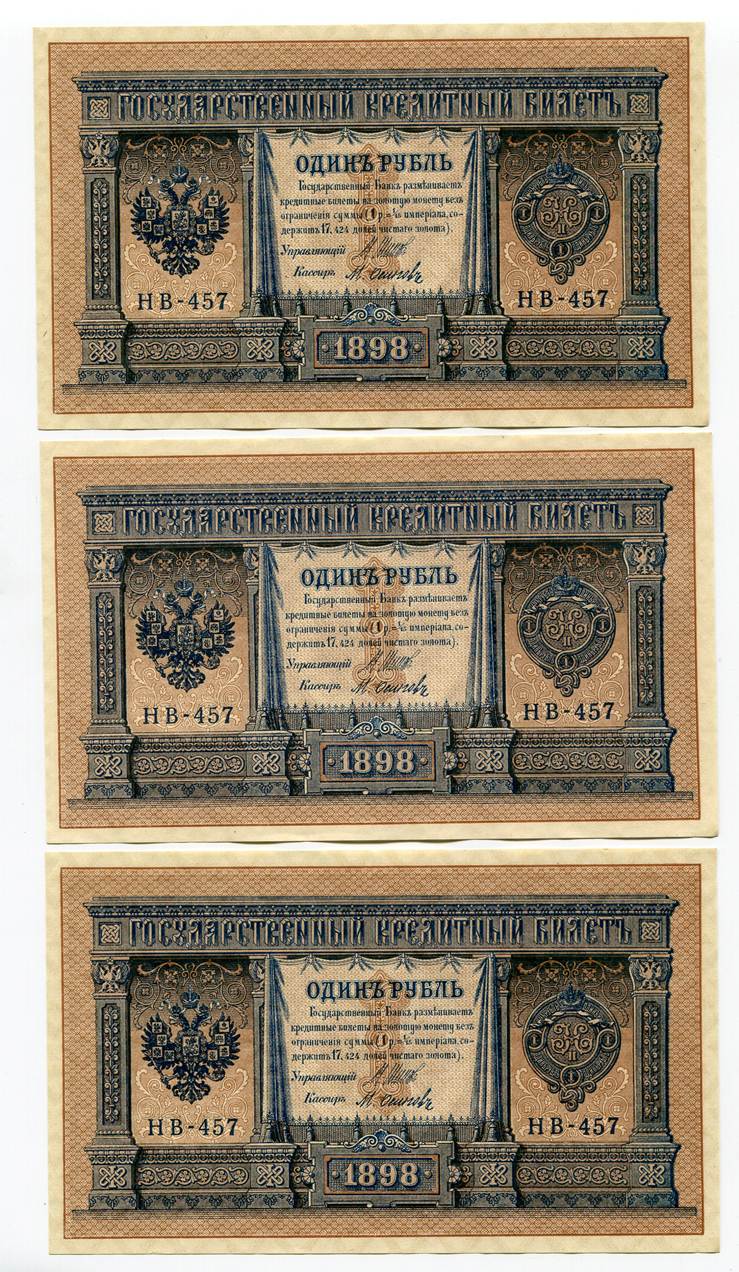 ГОСУДАРСТВЕННЫЙ КРЕДИТНЫЙ БИЛЕТЪ
ОДИНЪ РУБЛЬ
Государственный Банкъ размѣниваетъ
кредитные билеты на золотую монету безъ
ограниченія суммы (1 р.=1/15 имперіала, со-
держитъ 17,424 долей чистаго золота).
Управляющій
Кассиръ
НВ-457
НВ-457
1898
ГОСУДАРСТВЕННЫЙ КРЕДИТНЫЙ БИЛЕТЪ
ОДИНЪ РУБЛЬ
Государственный Банкъ размѣниваетъ
кредитные билеты на золотую монету безъ
ограниченія суммы (1 р.=1/15 имперіала, со-
держитъ 17,424 долей чистаго золота).
Управляющій
Кассиръ
НВ-457
НВ-457
1898
ГОСУДАРСТВЕННЫЙ КРЕДИТНЫЙ БИЛЕТЪ
ОДИНЪ РУБЛЬ
Государственный Банкъ размѣниваетъ
кредитные билеты на золотую монету безъ
ограниченія суммы (1 р.=1/15 имперіала, со-
держитъ 17,424 долей чистаго золота).
Управляющій
Кассиръ
НВ-457
НВ-457
1898